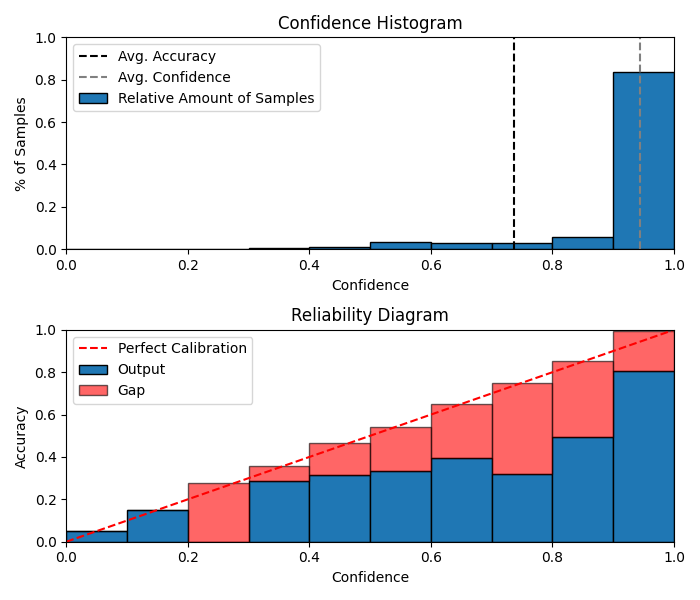 Confidence Histogram
1.0
0.8
0.6
0.4
0.2
0.0
% of Samples
Avg. Accuracy
Avg. Confidence
Relative Amount of Samples
0.0 0.2 0.4 0.6 0.8 1.0
Confidence
Reliability Diagram
1.0
0.8
0.6
0.4
0.2
0.0
Accuracy
Perfect Calibration
Output
Gap
0.0 0.2 0.4 0.6 0.8 1.0
Confidence